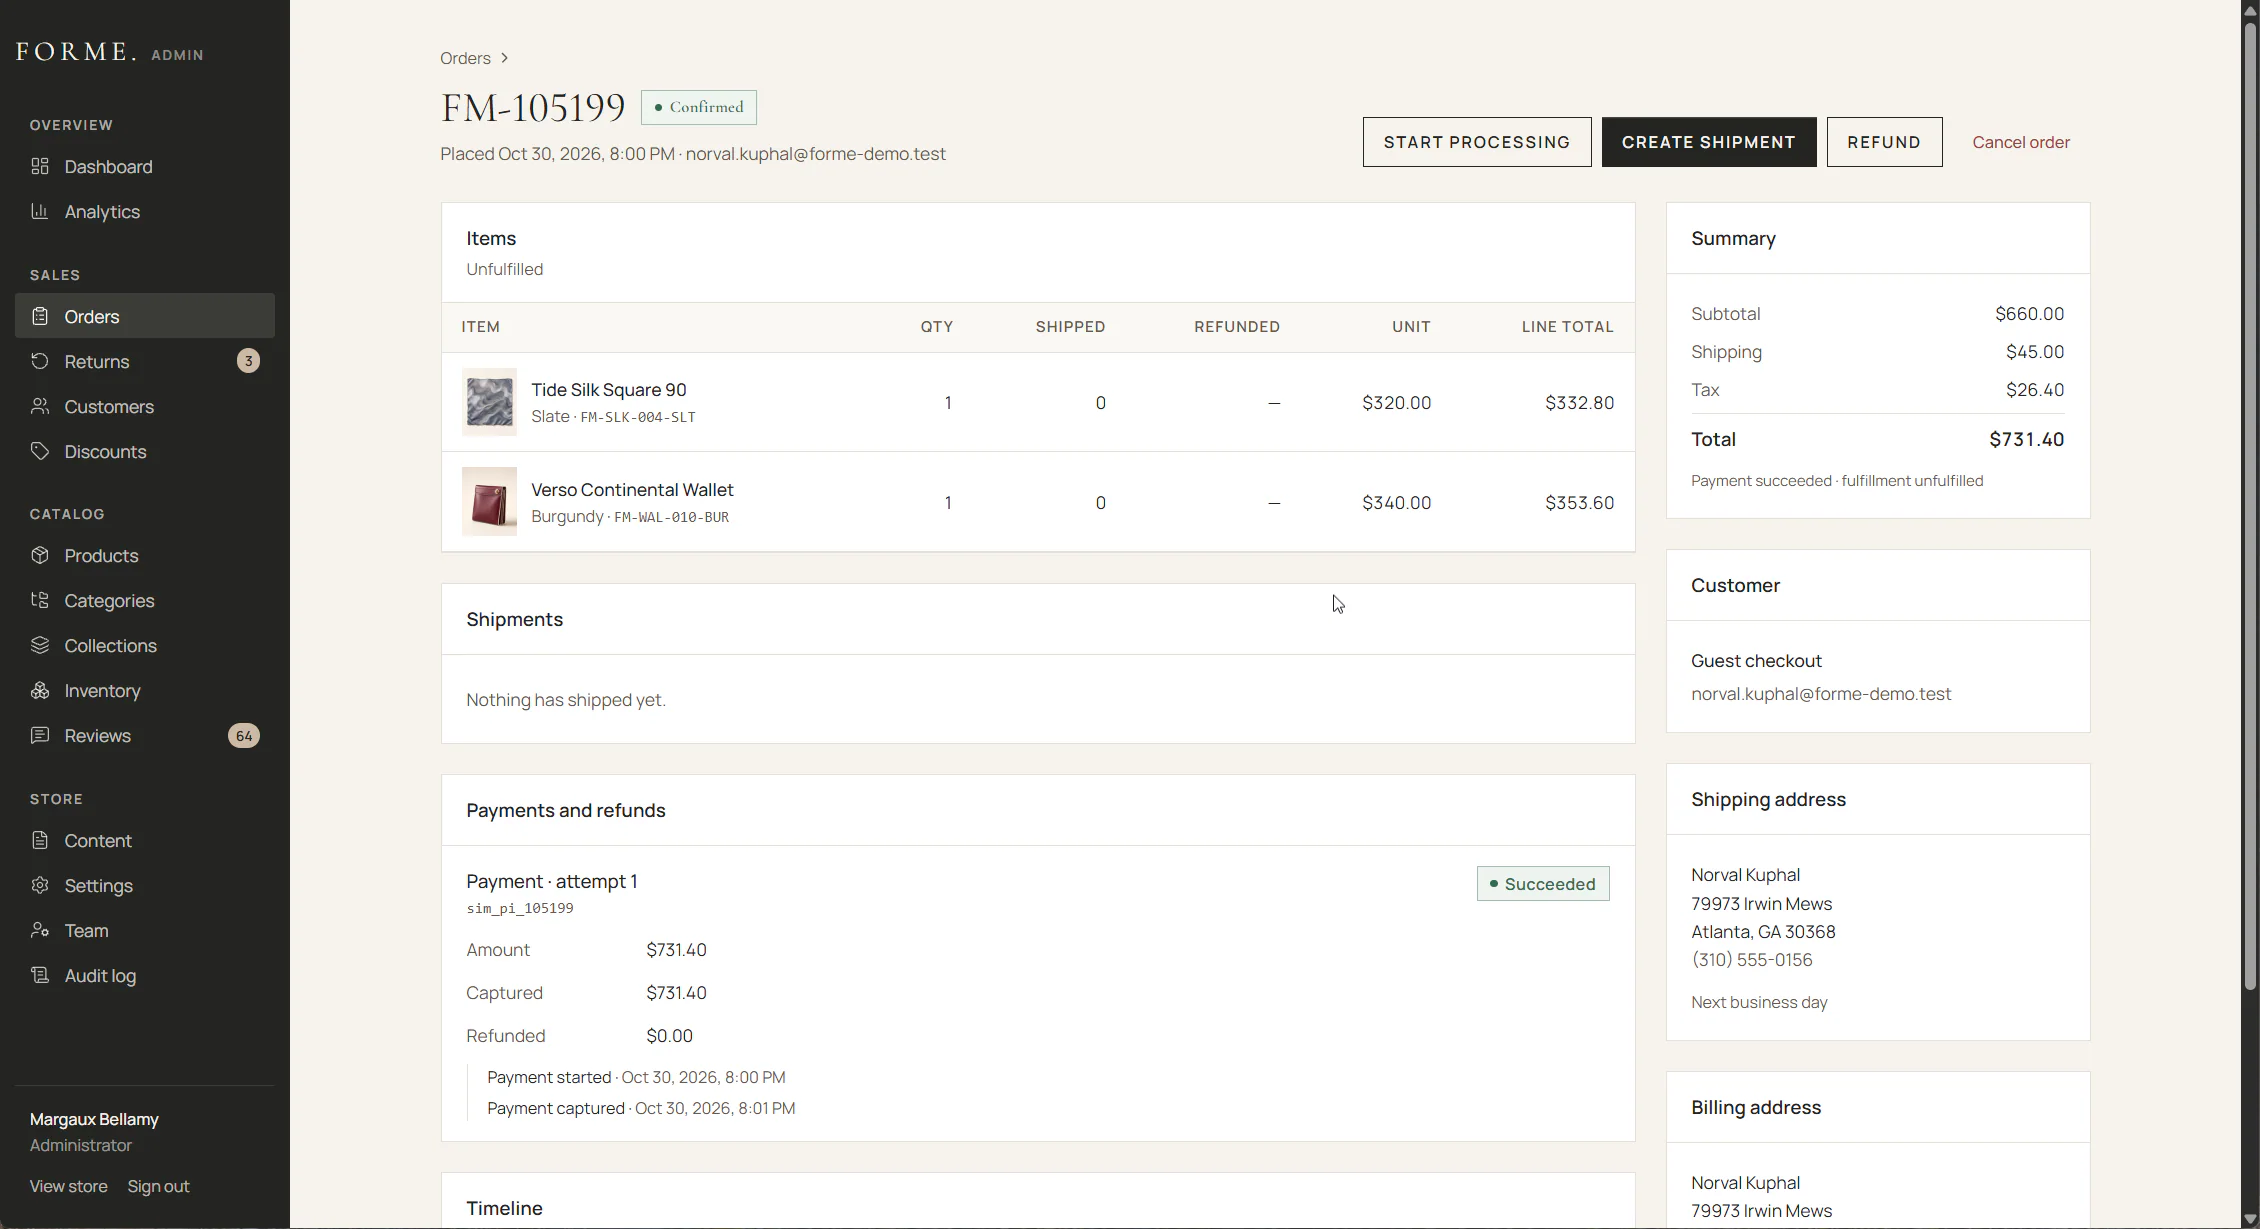 FORME. ADMIN
OVERVIEW
Dashboard
Analytics
SALES
Orders
Returns 3
Customers
Discounts
CATALOG
Products
Categories
Collections
Inventory
Reviews 64
STORE
Content
Settings
Team
Audit log
Margaux Bellamy
Administrator
View store Sign out
Orders
FM-105199 Confirmed
Placed Oct 30, 2026, 8:00 PM · norval.kuphal@forme-demo.test
START PROCESSING CREATE SHIPMENT REFUND Cancel order
Items
Unfulfilled
ITEM QTY SHIPPED REFUNDED UNIT LINE TOTAL
Tide Silk Square 90
Slate · FM-SLK-004-SLT
1 0 — $320.00 $332.80
Verso Continental Wallet
Burgundy · FM-WAL-010-BUR
1 0 — $340.00 $353.60
Shipments
Nothing has shipped yet.
Payments and refunds
Payment · attempt 1
sim_pi_105199
Succeeded
Amount $731.40
Captured $731.40
Refunded $0.00
Payment started · Oct 30, 2026, 8:00 PM
Payment captured · Oct 30, 2026, 8:01 PM
Timeline
Summary
Subtotal $660.00
Shipping $45.00
Tax $26.40
Total $731.40
Payment succeeded · fulfillment unfulfilled
Customer
Guest checkout
norval.kuphal@forme-demo.test
Shipping address
Norval Kuphal
79973 Irwin Mews
Atlanta, GA 30368
(310) 555-0156
Next business day
Billing address
Norval Kuphal
79973 Irwin Mews